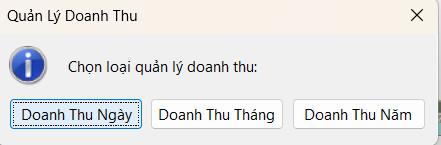 Quản Lý Doanh Thu
Chọn loại quản lý doanh thu:
Doanh Thu Ngày
Doanh Thu Tháng
Doanh Thu Năm